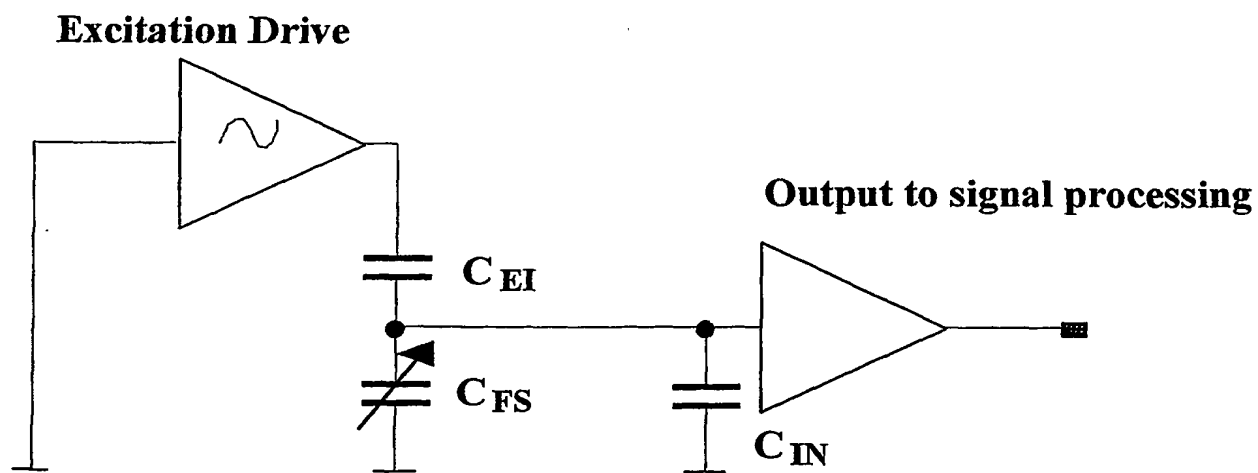 Excitation Drive
Output to signal processing
C EI
C FS
C IN